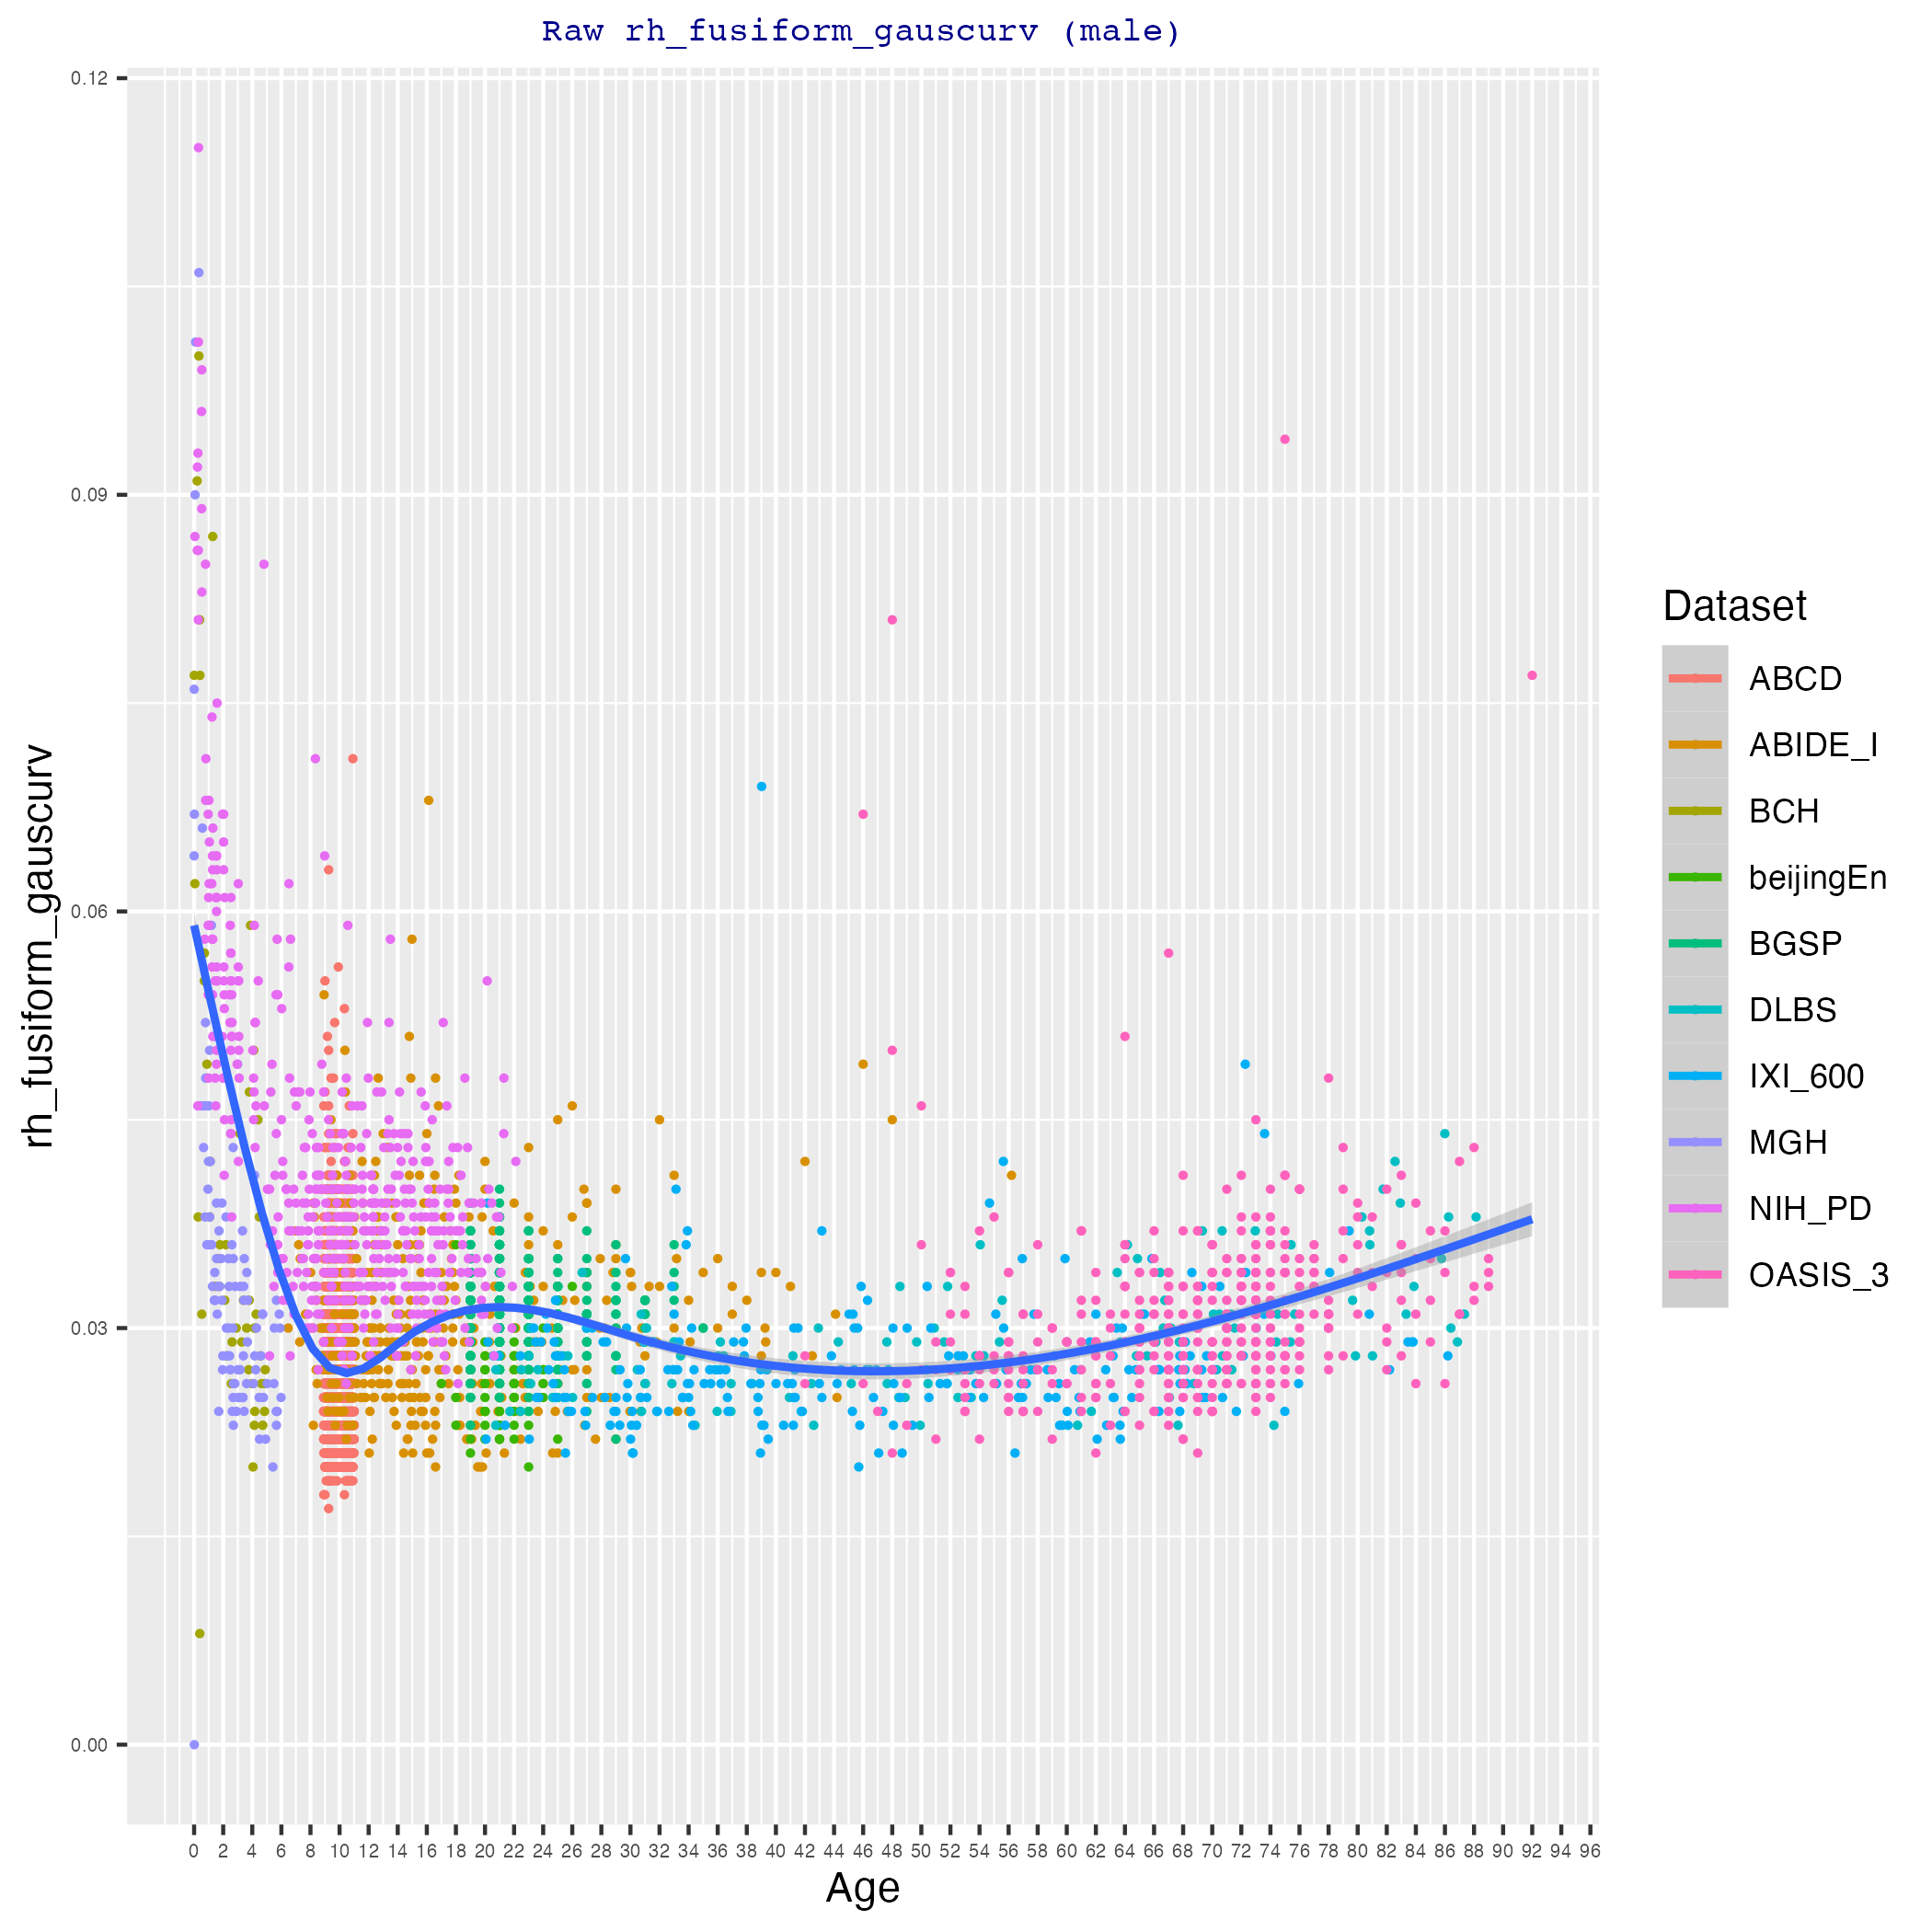 Raw rh_fusiform_gauscurv (male)
0.12
0.09
0.06
0.03
0.00
rh_fusiform_gauscurv
0 2 4 6 8 10 12 14 16 18 20 22 24 26 28 30 32 34 36 38 40 42 44 46 48 50 52 54 56 58 60 62 64 66 68 70 72 74 76 78 80 82 84 86 88 90 92 94 96
Age
Dataset
ABCD
ABIDE_I
BCH
beijingEn
BGSP
DLBS
IXI_600
MGH
NIH_PD
OASIS_3